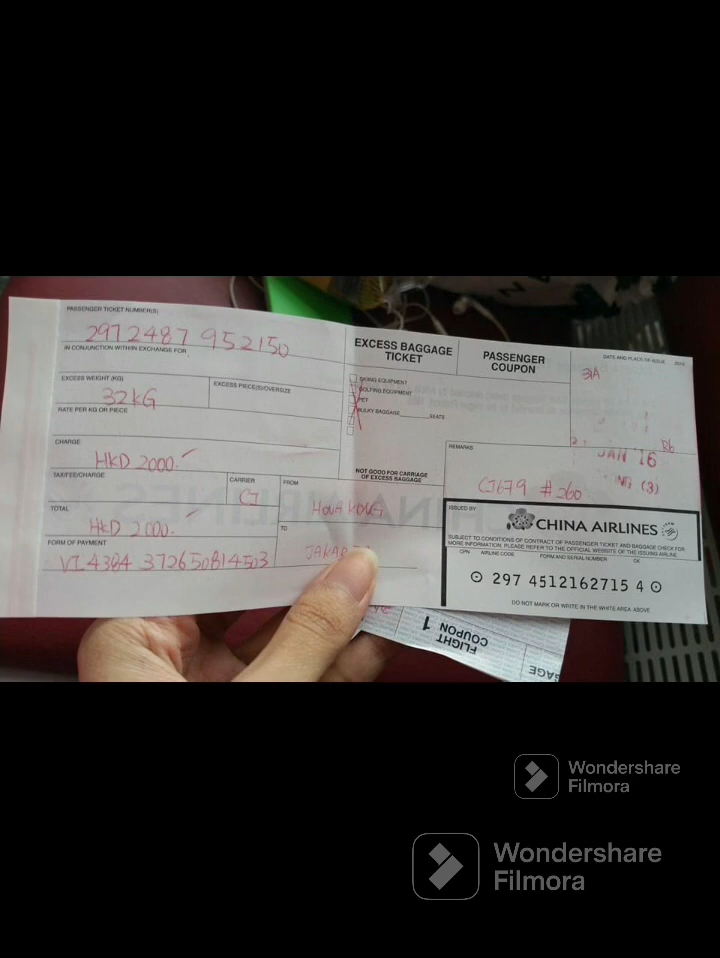 PASSENGER TICKET NUMBER(S)
2972487 952150
IN CONJUNCTION WITH/IN EXCHANGE FOR
EXCESS WEIGHT (KG)
32KG
EXCESS PIECE(S)/OVERSIZE
RATE PER KG OR PIECE
CHARGE
HKD 2000.
TAX/FEE/CHARGE
CARRIER
CI
TOTAL
HKD 2000.
FORM OF PAYMENT
FROM
HONG KONG
TO
EXCESS BAGGAGE
TICKET
PASSENGER
COUPON
SKIING EQUIPMENT
GOLFING EQUIPMENT
PET
BULKY BAGGAGE SEATS
NOT GOOD FOR CARRIAGE
OF EXCESS BAGGAGE
DATE AND PLACE OF ISSUE
31A
JAN 16
REMARKS
CI679 #260
ISSUED BY
CHINA AIRLINES
SUBJECT TO CONDITIONS OF CONTRACT OF PASSENGER TICKET AND BAGGAGE CHECK FOR
MORE INFORMATION, PLEASE REFER TO THE OFFICIAL WEBSITE OF THE ISSUING AIRLINE.
CPN AIRLINE CODE FORM AND SERIAL NUMBER CK
297 4512162715 4
DO NOT MARK OR WRITE IN THE WHITE AREA ABOVE
FLIGHT
COUPON 1
Wondershare
Filmora
Wondershare
Filmora